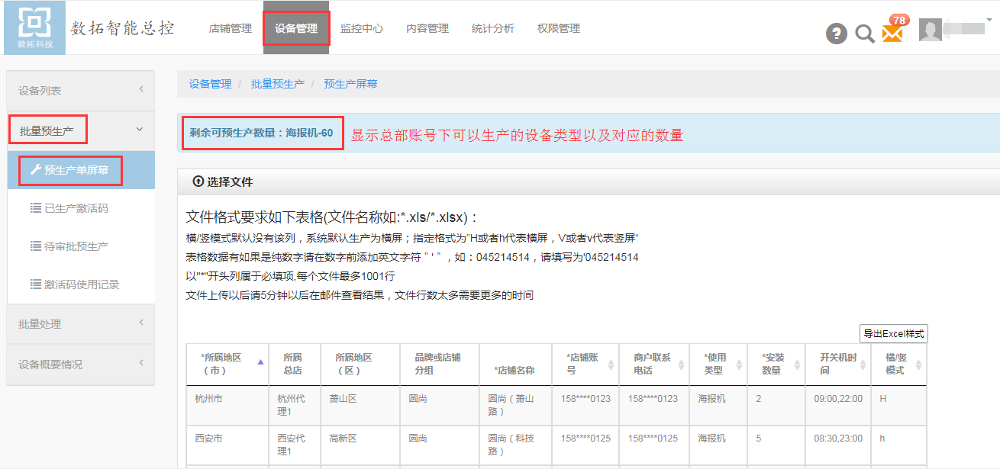 数拓科技
数拓智能总控
店铺管理 设备管理 监控中心 内容管理 统计分析 权限管理
?
78
设备列表
批量预生产
预生产单屏幕
已生产激活码
待审批预生产
激活码使用记录
批量处理
设备概要情况
设备管理 / 批量预生产 / 预生产屏幕
剩余可预生产数量：海报机-60 显示总部账号下可以生产的设备类型以及对应的数量
选择文件
文件格式要求如下表格(文件名称如:*.xls/*.xlsx)：
横/竖模式默认没有该列，系统默认生产为横屏；指定格式为"H或者h代表横屏，V或者v代表竖屏"
表格数据有如果是纯数字请在数字前添加英文字符 " ' " ，如：045214514，请填写为'045214514
以"*"开头列属于必填项,每个文件最多1001行
文件上传以后请5分钟以后在邮件查看结果，文件行数太多需要更多的时间
导出Excel样式
*所属地区（市） 所属总店 所属地区（区） 品牌或店铺分组 *店铺名称 *店铺账号 商户联系电话 *使用类型 *安装数量 开关机时间 横/竖模式
杭州市 杭州代理1 萧山区 圆尚 圆尚（萧山路） 158****0123 158****0123 海报机 2 09:00,22:00 H
西安市 西安代理1 高新区 圆尚 圆尚（科技路） 158****0125 158****0125 海报机 5 08:30,23:00 h